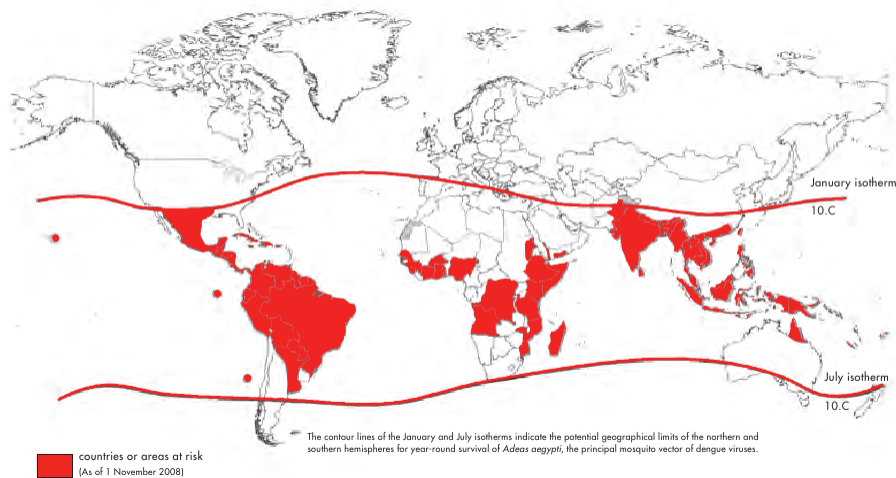 January isotherm
10.C
July isotherm
10.C
The contour lines of the January and July isotherms indicate the potential geographical limits of the northern and
southern hemispheres for year-round survival of Adeas aegypti, the principal mosquito vector of dengue viruses.
countries or areas at risk
(As of 1 November 2008)